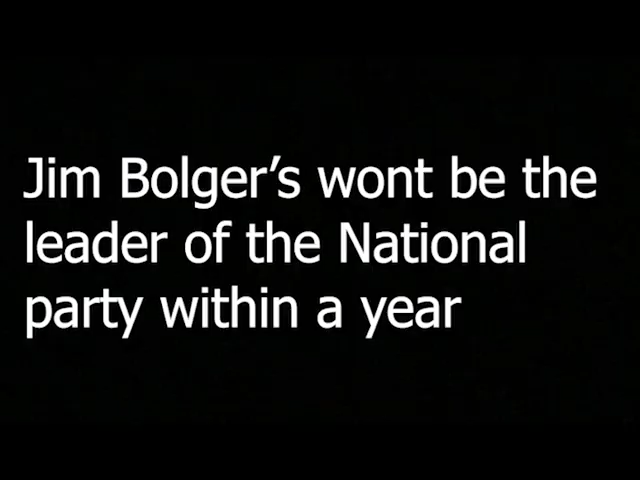 Jim Bolger’s wont be the
leader of the National
party within a year